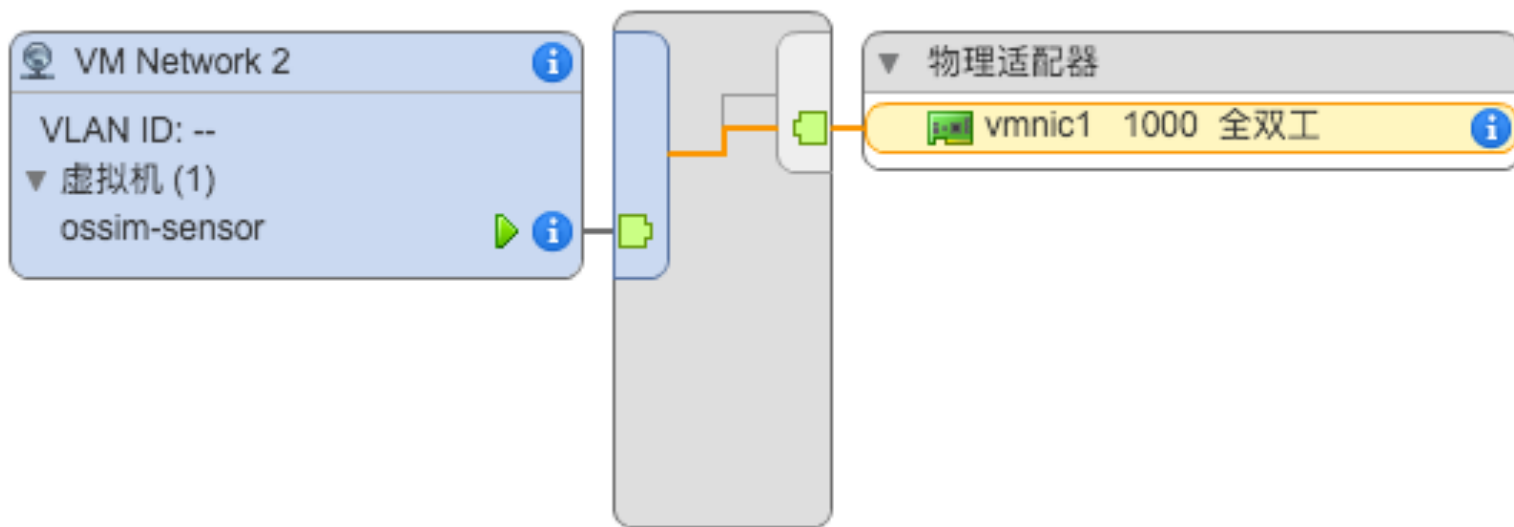 VM Network 2
VLAN ID: --
虚拟机 (1)
ossim-sensor
物理适配器
vmnic1 1000 全双工